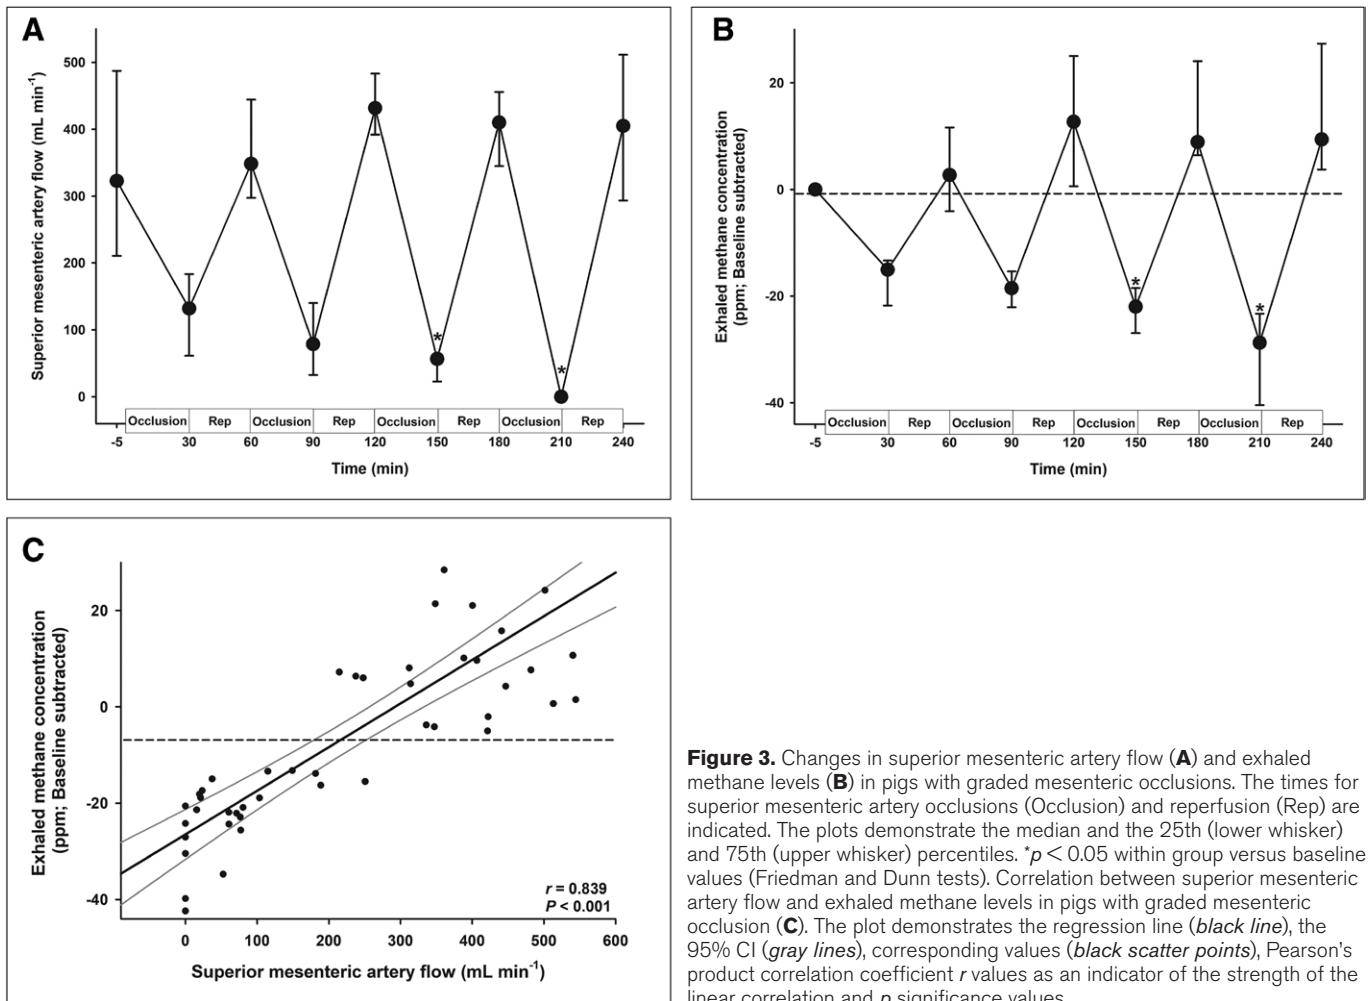 A
Superior mesenteric artery flow (mL min⁻¹)
500
400
300
200
100
0
*
*
Occlusion Rep Occlusion Rep Occlusion Rep Occlusion Rep
-5 30 60 90 120 150 180 210 240
Time (min)
B
Exhaled methane concentration
(ppm; Baseline subtracted)
20
0
-20
-40
*
*
Occlusion Rep Occlusion Rep Occlusion Rep Occlusion Rep
-5 30 60 90 120 150 180 210 240
Time (min)
C
Exhaled methane concentration
(ppm; Baseline subtracted)
20
0
-20
-40
r = 0.839
P < 0.001
0 100 200 300 400 500 600
Superior mesenteric artery flow (mL min⁻¹)
Figure 3. Changes in superior mesenteric artery flow (A) and exhaled
methane levels (B) in pigs with graded mesenteric occlusions. The times for
superior mesenteric artery occlusions (Occlusion) and reperfusion (Rep) are
indicated. The plots demonstrate the median and the 25th (lower whisker)
and 75th (upper whisker) percentiles. *p < 0.05 within group versus baseline
values (Friedman and Dunn tests). Correlation between superior mesenteric
artery flow and exhaled methane levels in pigs with graded mesenteric
occlusion (C). The plot demonstrates the regression line (black line), the
95% CI (gray lines), corresponding values (black scatter points), Pearson's
product correlation coefficient r values as an indicator of the strength of the
linear correlation and p significance values